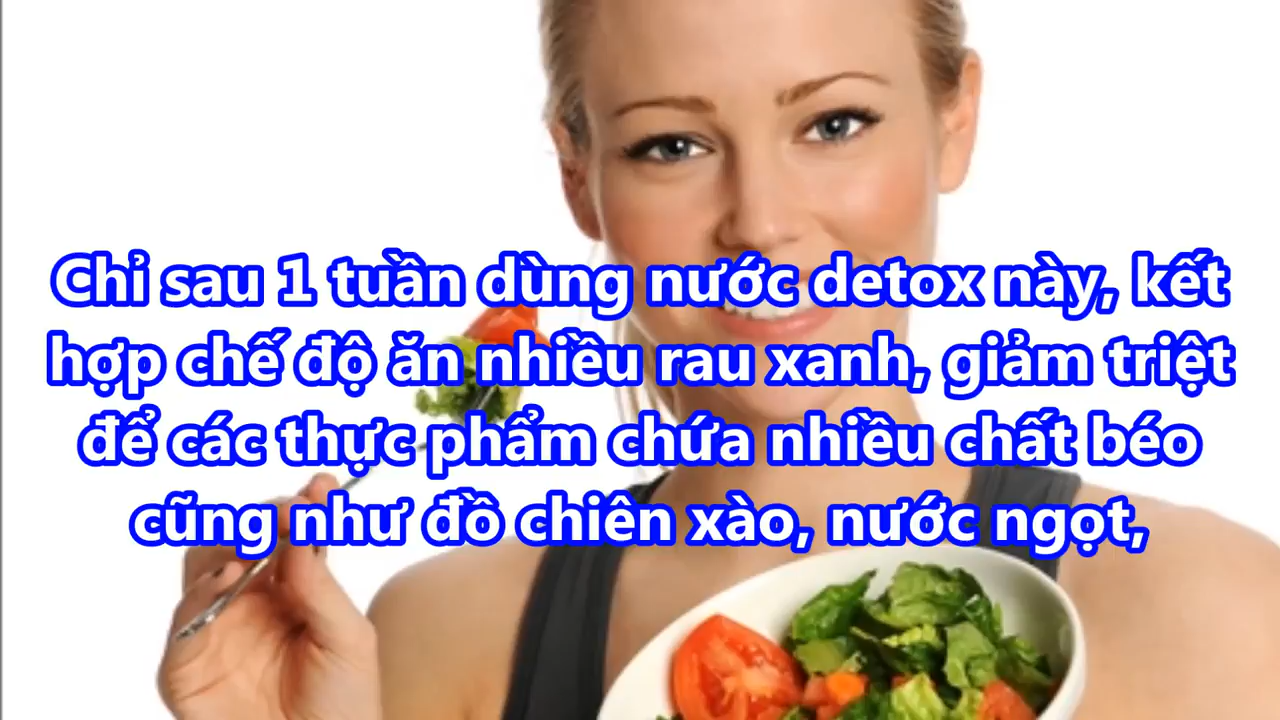 Chỉ sau 1 tuần dùng nước detox này, kết
hợp chế độ ăn nhiều rau xanh, giảm triệt
để các thực phẩm chứa nhiều chất béo
cũng như đồ chiên xào, nước ngọt,